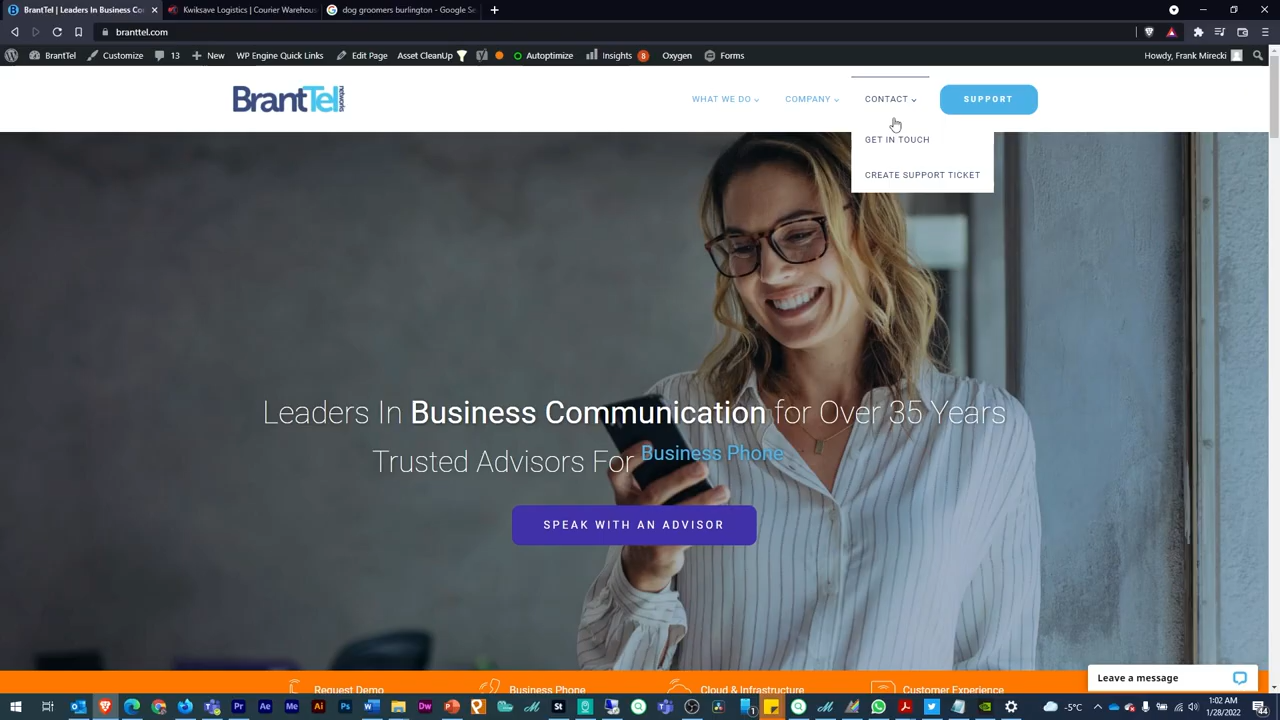 BrantTel | Leaders In Business Cor
Kwiksave Logistics | Courier Warehous
dog groomers burlington - Google Se
branttel.com
BrantTel
Customize
13
New
WP Engine Quick Links
Edit Page
Asset CleanUp
Autoptimize
Insights 8
Oxygen
Forms
Howdy, Frank Mirecki
BrantTel networks
WHAT WE DO
COMPANY
CONTACT
SUPPORT
GET IN TOUCH
CREATE SUPPORT TICKET
Leaders In Business Communication for Over 35 Years
Trusted Advisors For Business Phone
SPEAK WITH AN ADVISOR
Request Demo
Business Phone
Cloud & Infrastructure
Customer Experience
Leave a message
-5°C
1:02 AM
1/28/2022
44